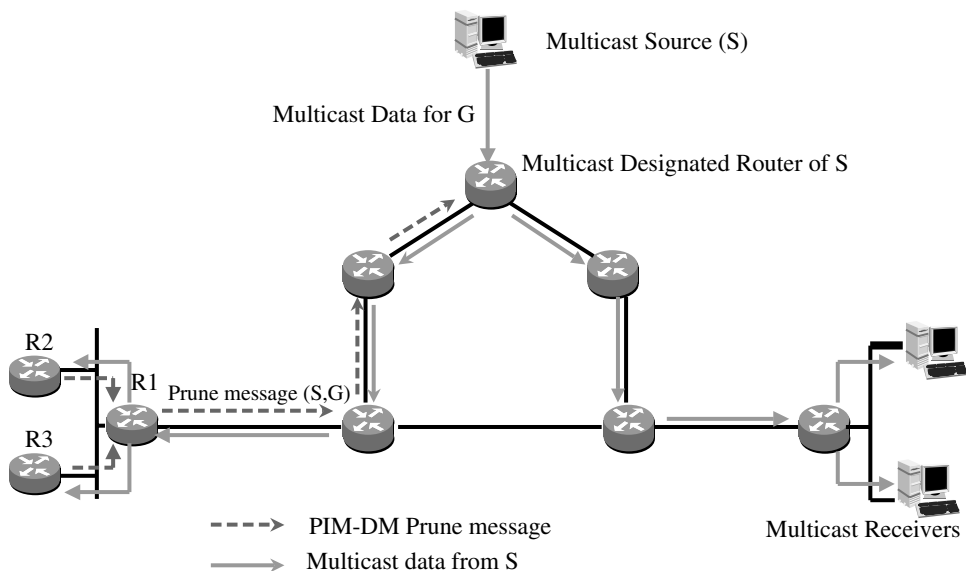 Multicast Source (S)
Multicast Data for G
Multicast Designated Router of S
R2
R1
Prune message (S,G)
R3
Multicast Receivers
PIM-DM Prune message
Multicast data from S